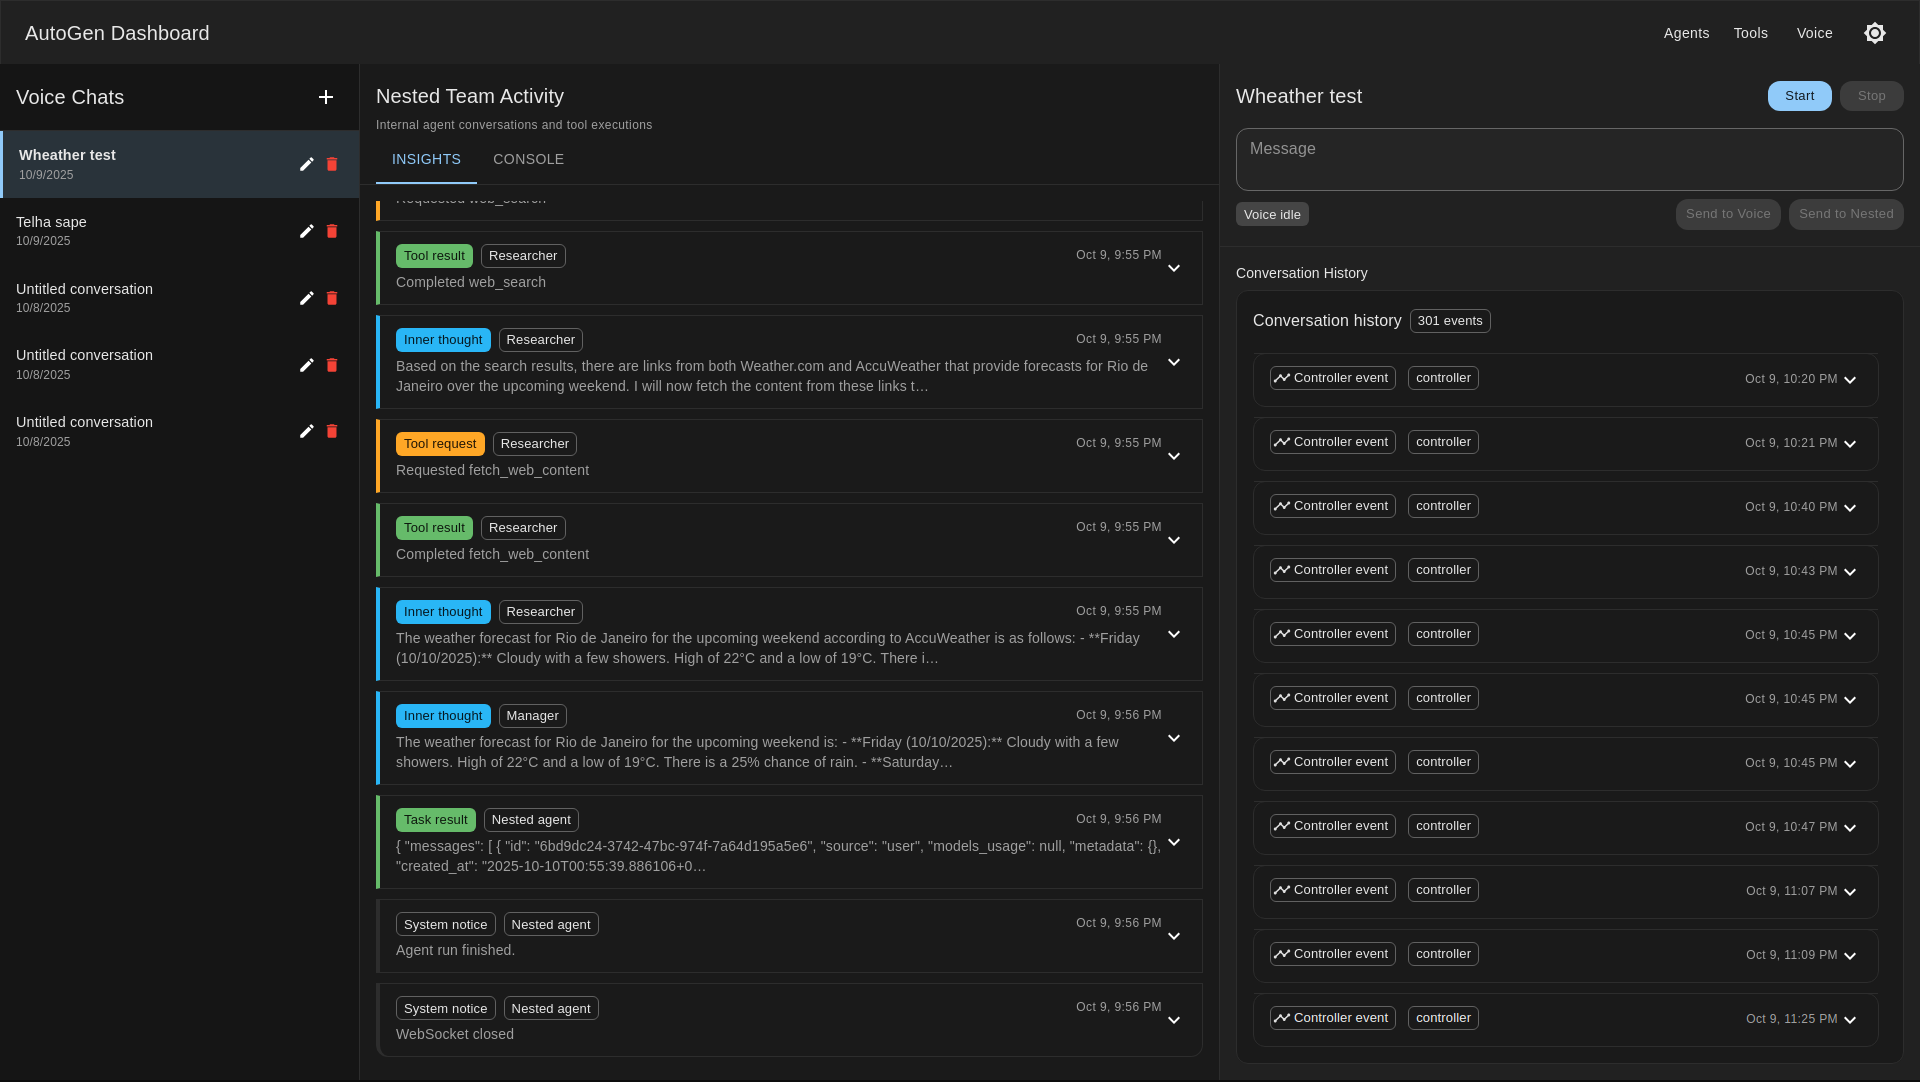 AutoGen Dashboard
Agents
Tools
Voice
Voice Chats
Wheather test
10/9/2025
Telha sape
10/9/2025
Untitled conversation
10/8/2025
Untitled conversation
10/8/2025
Untitled conversation
10/8/2025
Nested Team Activity
Internal agent conversations and tool executions
INSIGHTS
CONSOLE
Requested web_search
Tool result Researcher Oct 9, 9:55 PM
Completed web_search
Inner thought Researcher Oct 9, 9:55 PM
Based on the search results, there are links from both Weather.com and AccuWeather that provide forecasts for Rio de
Janeiro over the upcoming weekend. I will now fetch the content from these links t…
Tool request Researcher Oct 9, 9:55 PM
Requested fetch_web_content
Tool result Researcher Oct 9, 9:55 PM
Completed fetch_web_content
Inner thought Researcher Oct 9, 9:55 PM
The weather forecast for Rio de Janeiro for the upcoming weekend according to AccuWeather is as follows: - **Friday
(10/10/2025):** Cloudy with a few showers. High of 22°C and a low of 19°C. There i…
Inner thought Manager Oct 9, 9:56 PM
The weather forecast for Rio de Janeiro for the upcoming weekend is: - **Friday (10/10/2025):** Cloudy with a few
showers. High of 22°C and a low of 19°C. There is a 25% chance of rain. - **Saturday…
Task result Nested agent Oct 9, 9:56 PM
{ "messages": [ { "id": "6bd9dc24-3742-47bc-974f-7a64d195a5e6", "source": "user", "models_usage": null, "metadata": {},
"created_at": "2025-10-10T00:55:39.886106+0…
System notice Nested agent Oct 9, 9:56 PM
Agent run finished.
System notice Nested agent Oct 9, 9:56 PM
WebSocket closed
Wheather test
Start
Stop
Message
Voice idle
Send to Voice
Send to Nested
Conversation History
Conversation history 301 events
Controller event controller Oct 9, 10:20 PM
Controller event controller Oct 9, 10:21 PM
Controller event controller Oct 9, 10:40 PM
Controller event controller Oct 9, 10:43 PM
Controller event controller Oct 9, 10:45 PM
Controller event controller Oct 9, 10:45 PM
Controller event controller Oct 9, 10:45 PM
Controller event controller Oct 9, 10:47 PM
Controller event controller Oct 9, 11:07 PM
Controller event controller Oct 9, 11:09 PM
Controller event controller Oct 9, 11:25 PM